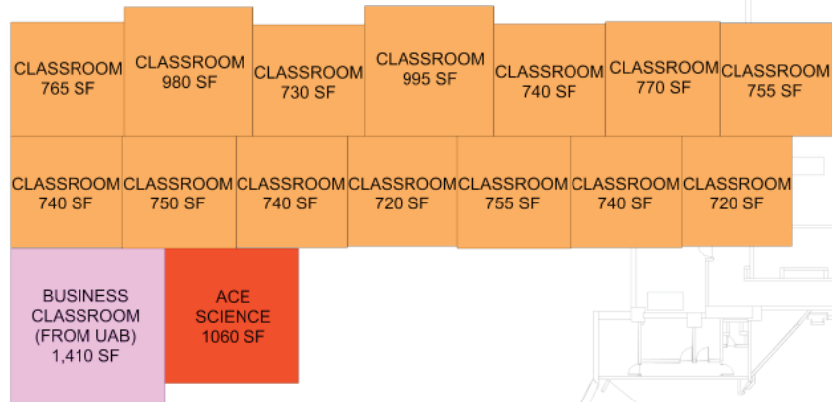 CLASSROOM
765 SF
CLASSROOM
980 SF
CLASSROOM
730 SF
CLASSROOM
995 SF
CLASSROOM
740 SF
CLASSROOM
770 SF
CLASSROOM
755 SF
CLASSROOM
740 SF
CLASSROOM
750 SF
CLASSROOM
740 SF
CLASSROOM
720 SF
CLASSROOM
755 SF
CLASSROOM
740 SF
CLASSROOM
720 SF
BUSINESS
CLASSROOM
(FROM UAB)
1,410 SF
ACE
SCIENCE
1060 SF